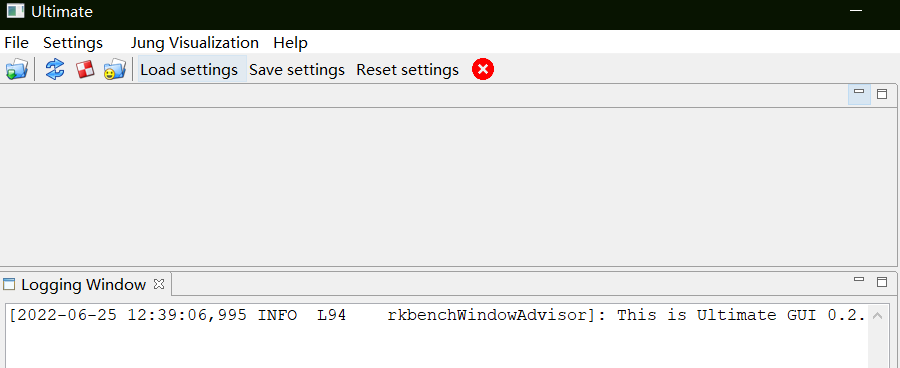 Ultimate
File Settings Jung Visualization Help
Load settings Save settings Reset settings
Logging Window
[2022-06-25 12:39:06,995 INFO  L94    rkbenchWindowAdvisor]: This is Ultimate GUI 0.2.